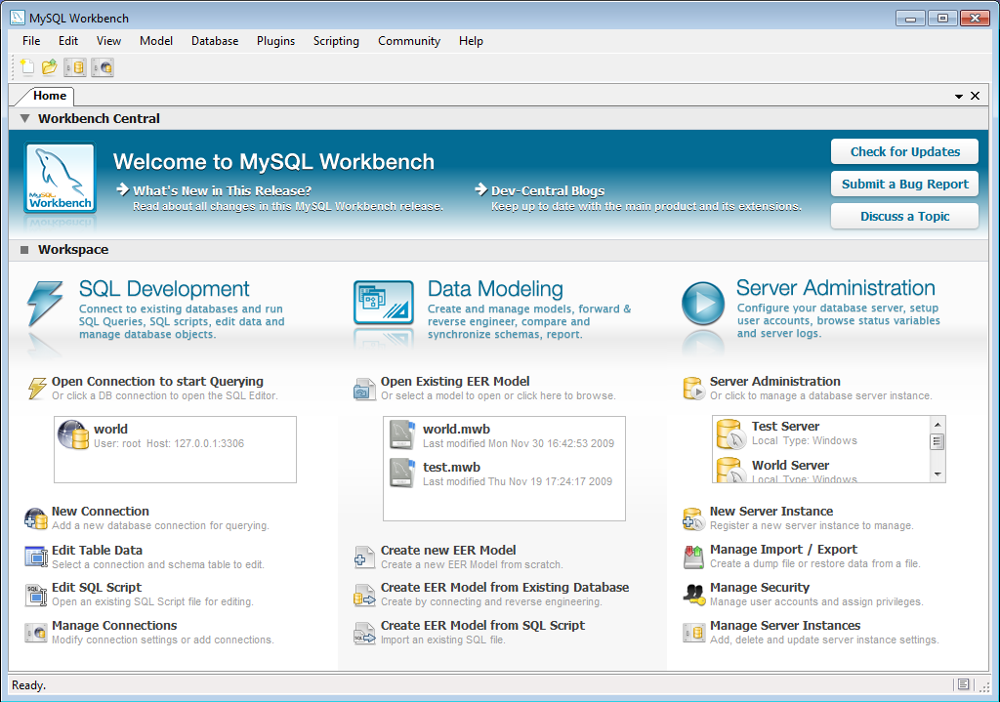 MySQL Workbench
File Edit View Model Database Plugins Scripting Community Help
Home
Workbench Central
MySQL
Workbench
Welcome to MySQL Workbench
What's New in This Release?
Read about all changes in this MySQL Workbench release.
Dev-Central Blogs
Keep up to date with the main product and its extensions.
Check for Updates
Submit a Bug Report
Discuss a Topic
Workspace
SQL Development
Connect to existing databases and run
SQL Queries, SQL scripts, edit data and
manage database objects.
Open Connection to start Querying
Or click a DB connection to open the SQL Editor.
world
User: root Host: 127.0.0.1:3306
New Connection
Add a new database connection for querying.
Edit Table Data
Select a connection and schema table to edit.
Edit SQL Script
Open an existing SQL Script file for editing.
Manage Connections
Modify connection settings or add connections.
Data Modeling
Create and manage models, forward &
reverse engineer, compare and
synchronize schemas, report.
Open Existing EER Model
Or select a model to open or click here to browse.
world.mwb
Last modified Mon Nov 30 16:42:53 2009
test.mwb
Last modified Thu Nov 19 17:24:17 2009
Create new EER Model
Create a new EER Model from scratch.
Create EER Model from Existing Database
Create by connecting and reverse engineering.
Create EER Model from SQL Script
Import an existing SQL file.
Server Administration
Configure your database server, setup
user accounts, browse status variables
and server logs.
Server Administration
Or click to manage a database server instance.
Test Server
Local Type: Windows
World Server
Local Type: Windows
New Server Instance
Register a new server instance to manage.
Manage Import / Export
Create a dump file or restore data from a file.
Manage Security
Manage user accounts and assign privileges.
Manage Server Instances
Add, delete and update server instance settings.
Ready.